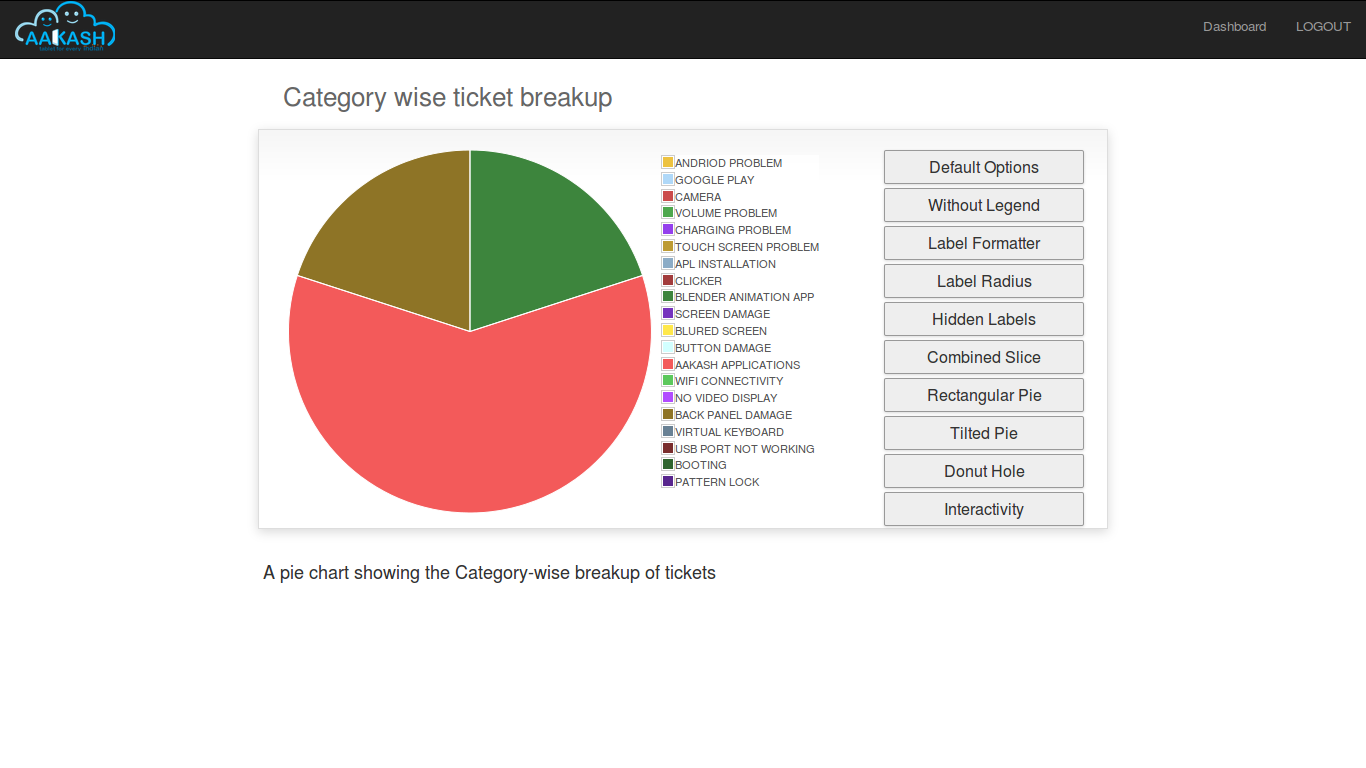 AAKASH
tablet for every Indian
Dashboard
LOGOUT
Category wise ticket breakup
ANDRIOD PROBLEM
GOOGLE PLAY
CAMERA
VOLUME PROBLEM
CHARGING PROBLEM
TOUCH SCREEN PROBLEM
APL INSTALLATION
CLICKER
BLENDER ANIMATION APP
SCREEN DAMAGE
BLURED SCREEN
BUTTON DAMAGE
AAKASH APPLICATIONS
WIFI CONNECTIVITY
NO VIDEO DISPLAY
BACK PANEL DAMAGE
VIRTUAL KEYBOARD
USB PORT NOT WORKING
BOOTING
PATTERN LOCK
Default Options
Without Legend
Label Formatter
Label Radius
Hidden Labels
Combined Slice
Rectangular Pie
Tilted Pie
Donut Hole
Interactivity
A pie chart showing the Category-wise breakup of tickets